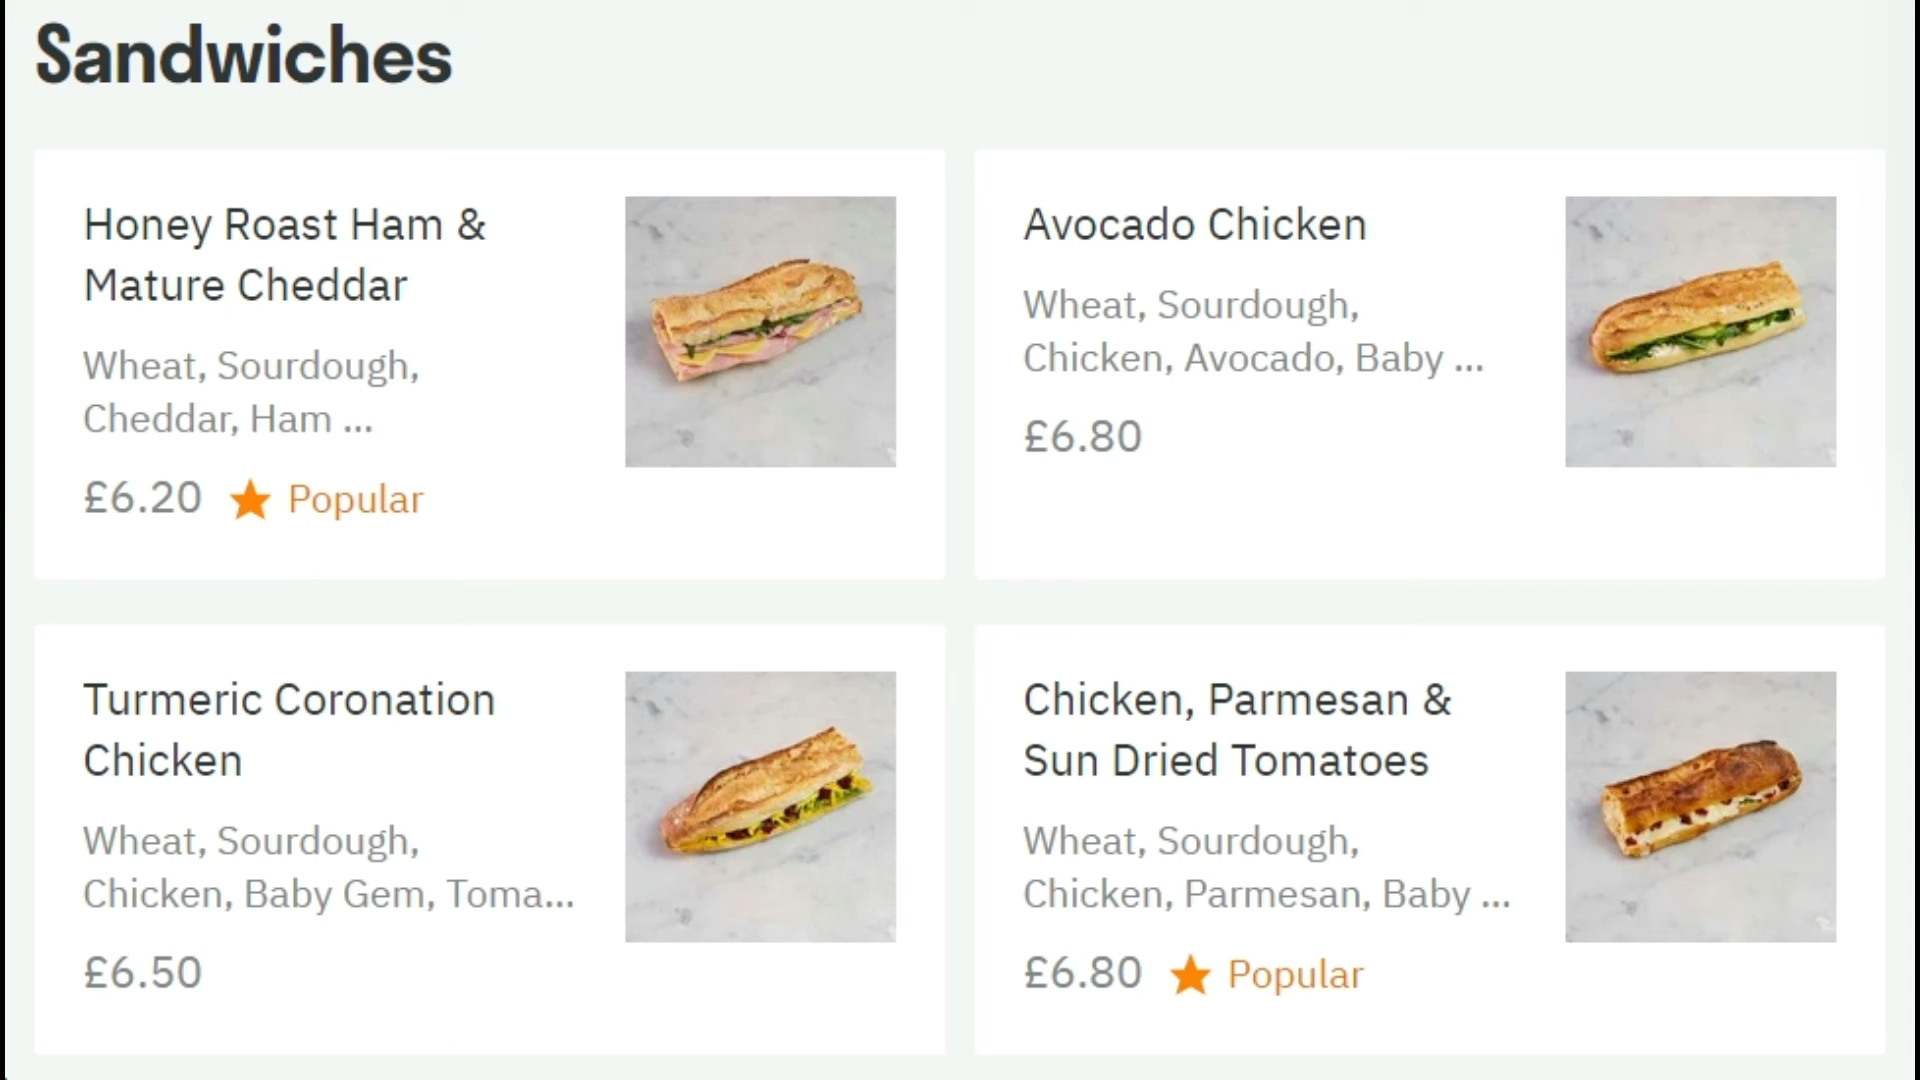 Sandwiches
Honey Roast Ham &
Mature Cheddar
Wheat, Sourdough,
Cheddar, Ham ...
£6.20 Popular
Avocado Chicken
Wheat, Sourdough,
Chicken, Avocado, Baby ...
£6.80
Turmeric Coronation
Chicken
Wheat, Sourdough,
Chicken, Baby Gem, Toma...
£6.50
Chicken, Parmesan &
Sun Dried Tomatoes
Wheat, Sourdough,
Chicken, Parmesan, Baby ...
£6.80 Popular